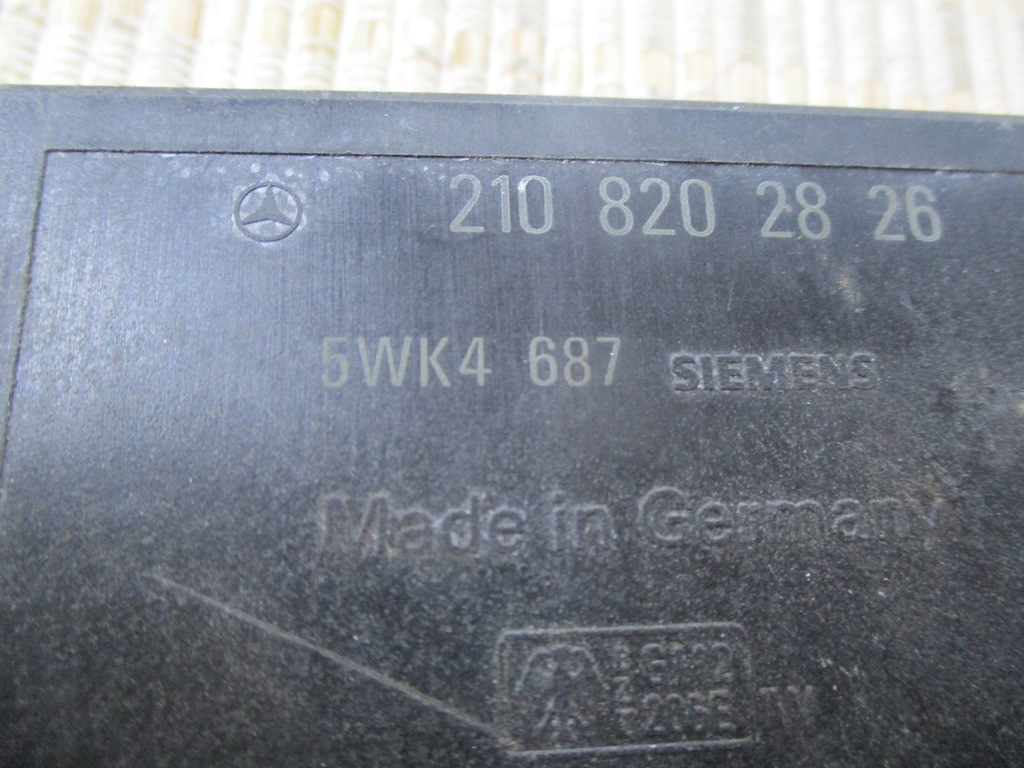 210 820 28 26
5WK4 687 SIEMENS
Made in Germany